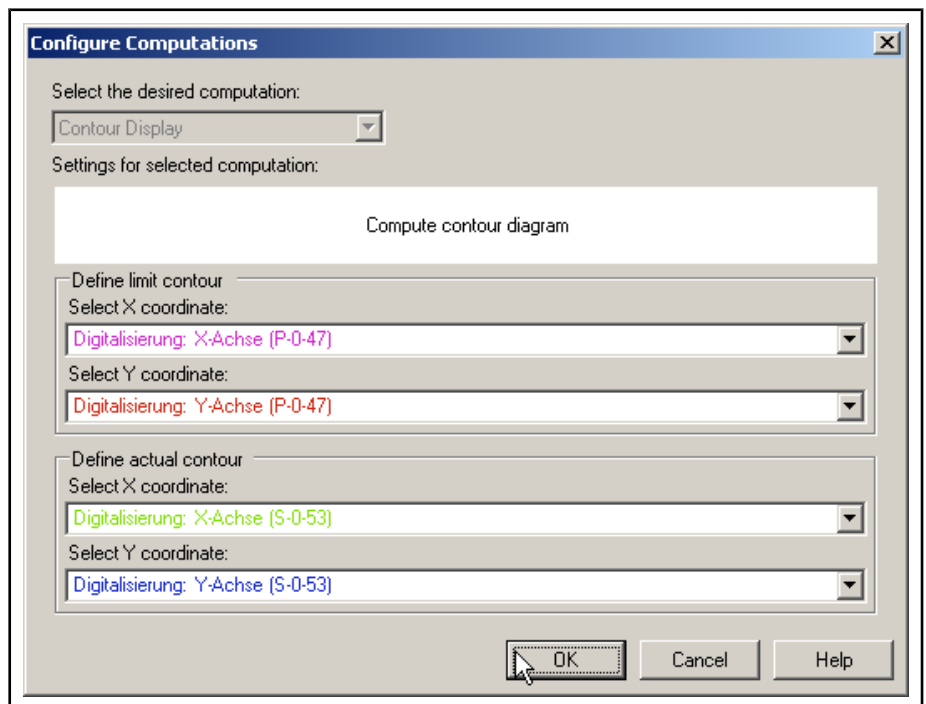 Configure Computations
Select the desired computation:
Contour Display
Settings for selected computation:
Compute contour diagram
Define limit contour
Select X coordinate:
Digitalisierung: X-Achse (P-0-47)
Select Y coordinate:
Digitalisierung: Y-Achse (P-0-47)
Define actual contour
Select X coordinate:
Digitalisierung: X-Achse (S-0-53)
Select Y coordinate:
Digitalisierung: Y-Achse (S-0-53)
OK Cancel Help